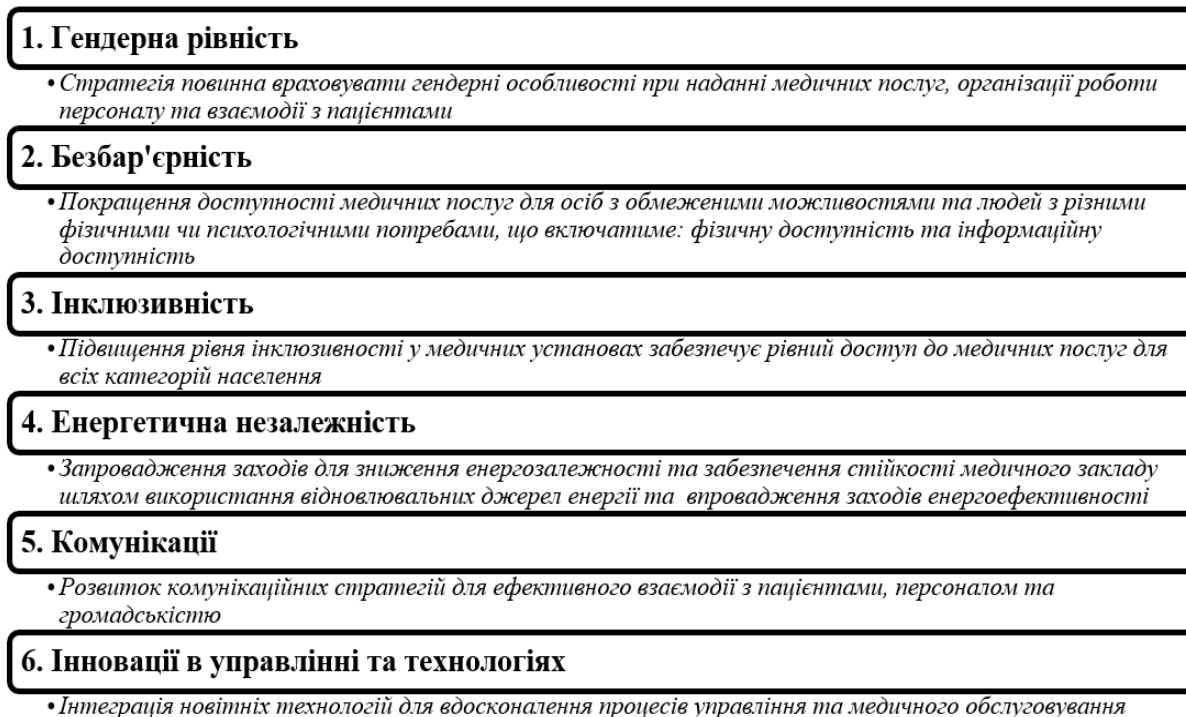 1. Гендерна рівність
• Стратегія повинна враховувати гендерні особливості при наданні медичних послуг, організації роботи
персоналу та взаємодії з пацієнтами
2. Безбар'єрність
• Покращення доступності медичних послуг для осіб з обмеженими можливостями та людей з різними
фізичними чи психологічними потребами, що включатиме: фізичну доступність та інформаційну
доступність
3. Інклюзивність
• Підвищення рівня інклюзивності у медичних установах забезпечує рівний доступ до медичних послуг для
всіх категорій населення
4. Енергетична незалежність
• Запровадження заходів для зниження енергозалежності та забезпечення стійкості медичного закладу
шляхом використання відновлювальних джерел енергії та впровадження заходів енергоефективності
5. Комунікації
• Розвиток комунікаційних стратегій для ефективного взаємодії з пацієнтами, персоналом та
громадськістю
6. Інновації в управлінні та технологіях
• Інтеграція новітніх технологій для вдосконалення процесів управління та медичного обслуговування